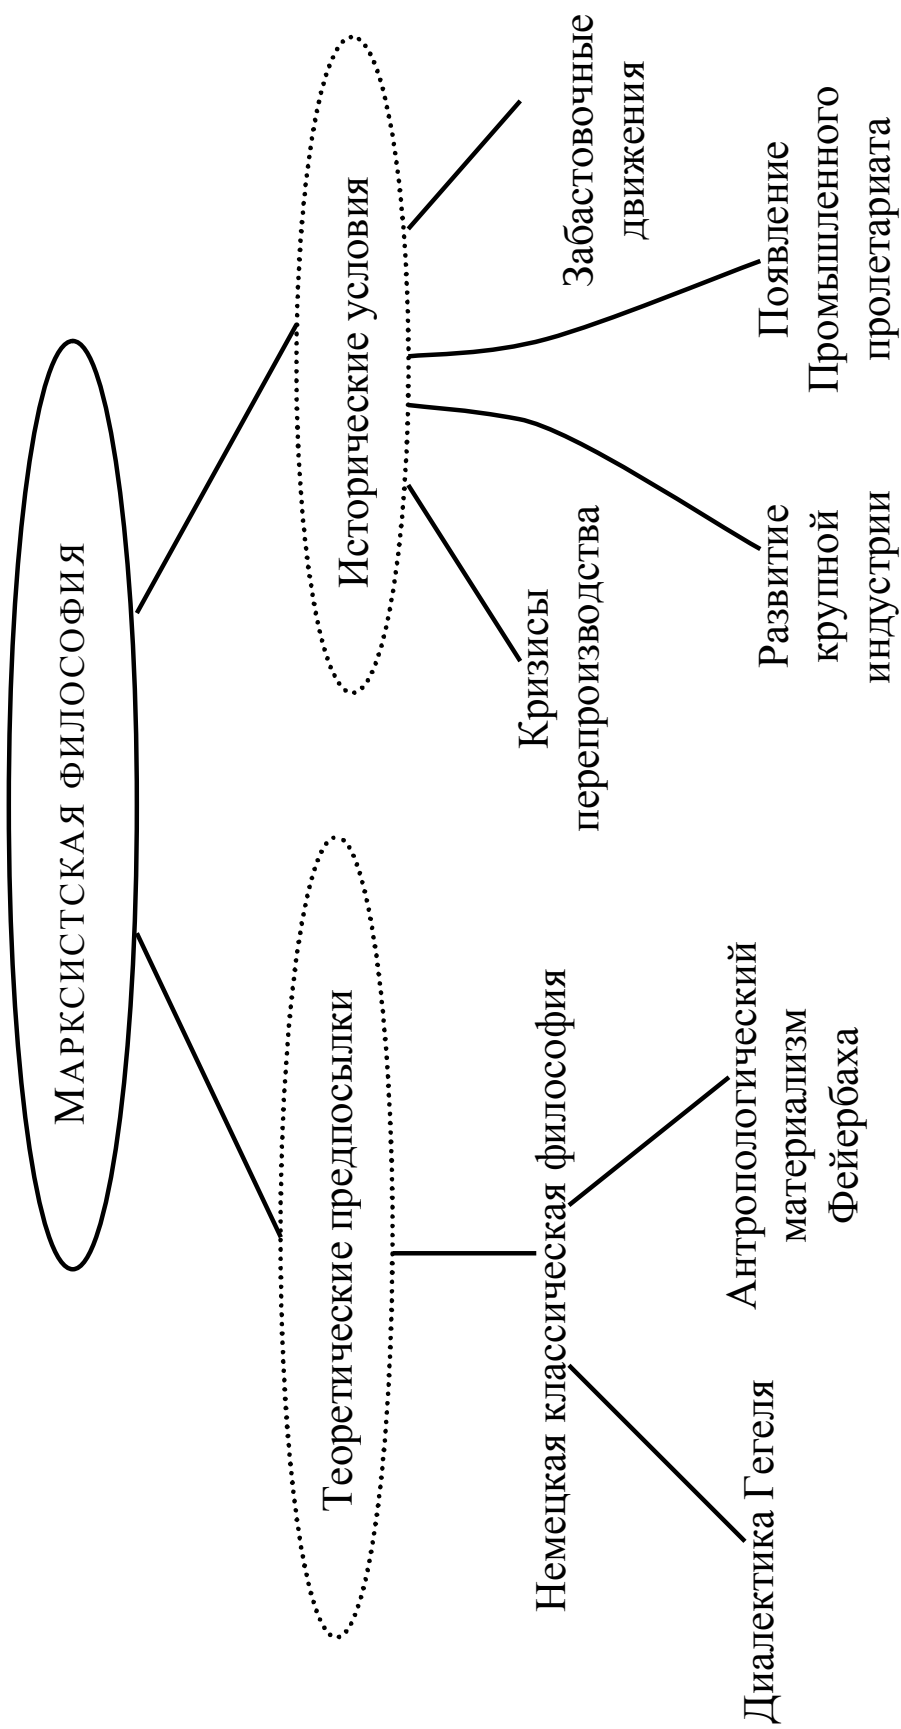 МАРКСИСТСКАЯ ФИЛОСОФИЯ
Теоретические предпосылки
Исторические условия
Немецкая классическая философия
Диалектика Гегеля
Антропологический
материализм
Фейербаха
Кризисы
перепроизводства
Развитие
крупной
индустрии
Появление
Промышленного
пролетариата
Забастовочные
движения